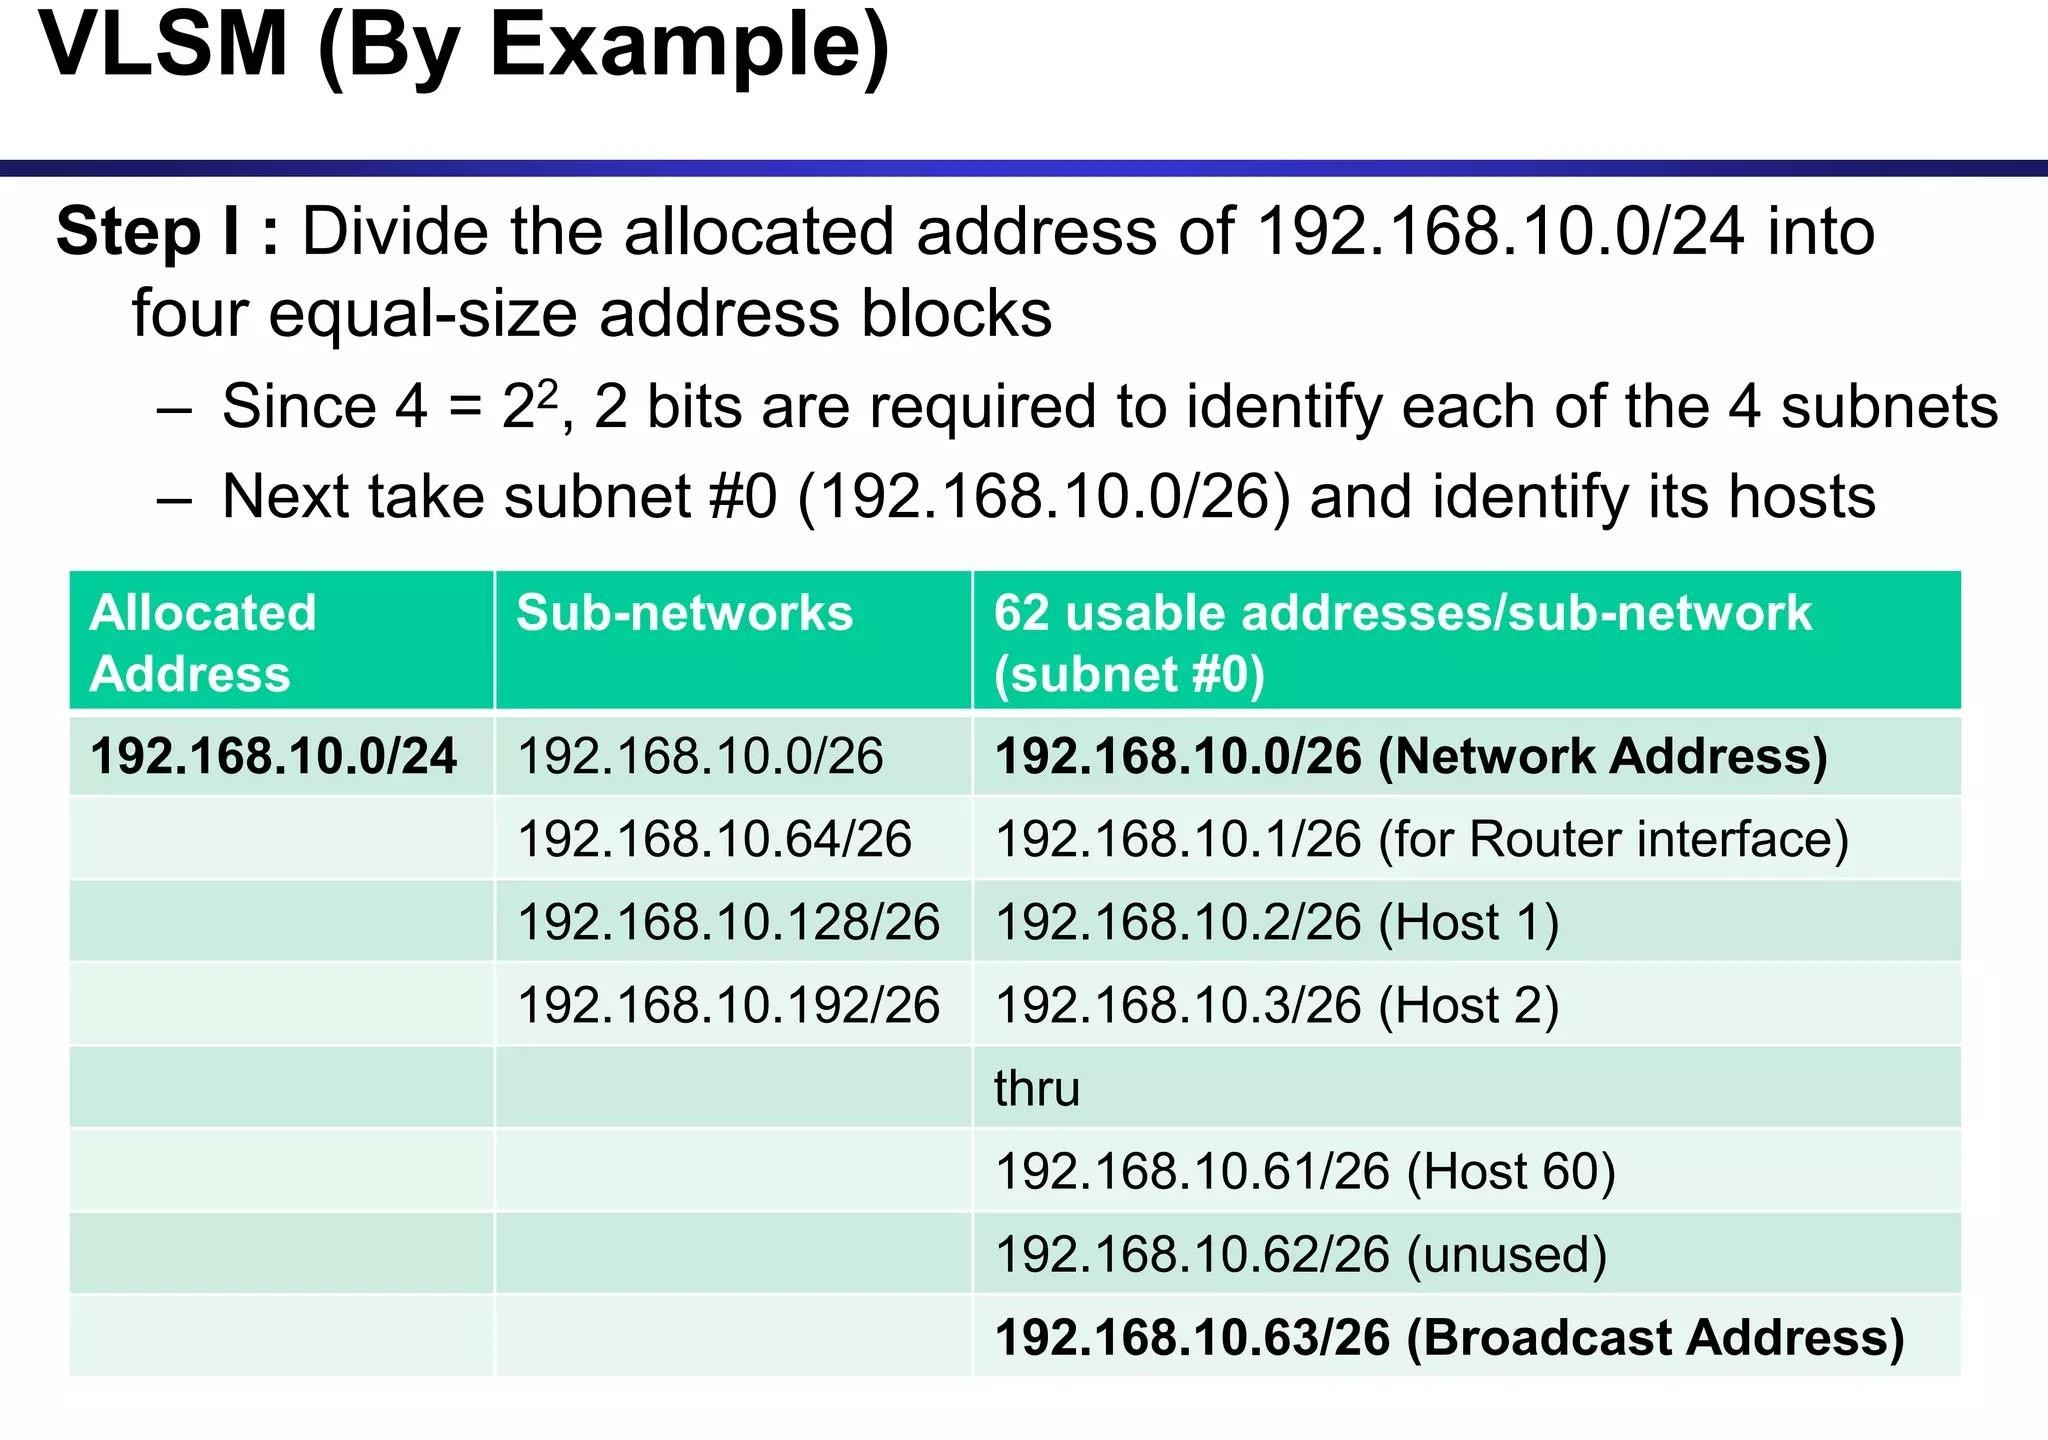 VLSM (By Example)
Step I : Divide the allocated address of 192.168.10.0/24 into
four equal-size address blocks
– Since 4 = 2², 2 bits are required to identify each of the 4 subnets
– Next take subnet #0 (192.168.10.0/26) and identify its hosts
Allocated Address
Sub-networks
62 usable addresses/sub-network
(subnet #0)
192.168.10.0/24 192.168.10.0/26 192.168.10.0/26 (Network Address)
192.168.10.64/26 192.168.10.1/26 (for Router interface)
192.168.10.128/26 192.168.10.2/26 (Host 1)
192.168.10.192/26 192.168.10.3/26 (Host 2)
thru
192.168.10.61/26 (Host 60)
192.168.10.62/26 (unused)
192.168.10.63/26 (Broadcast Address)